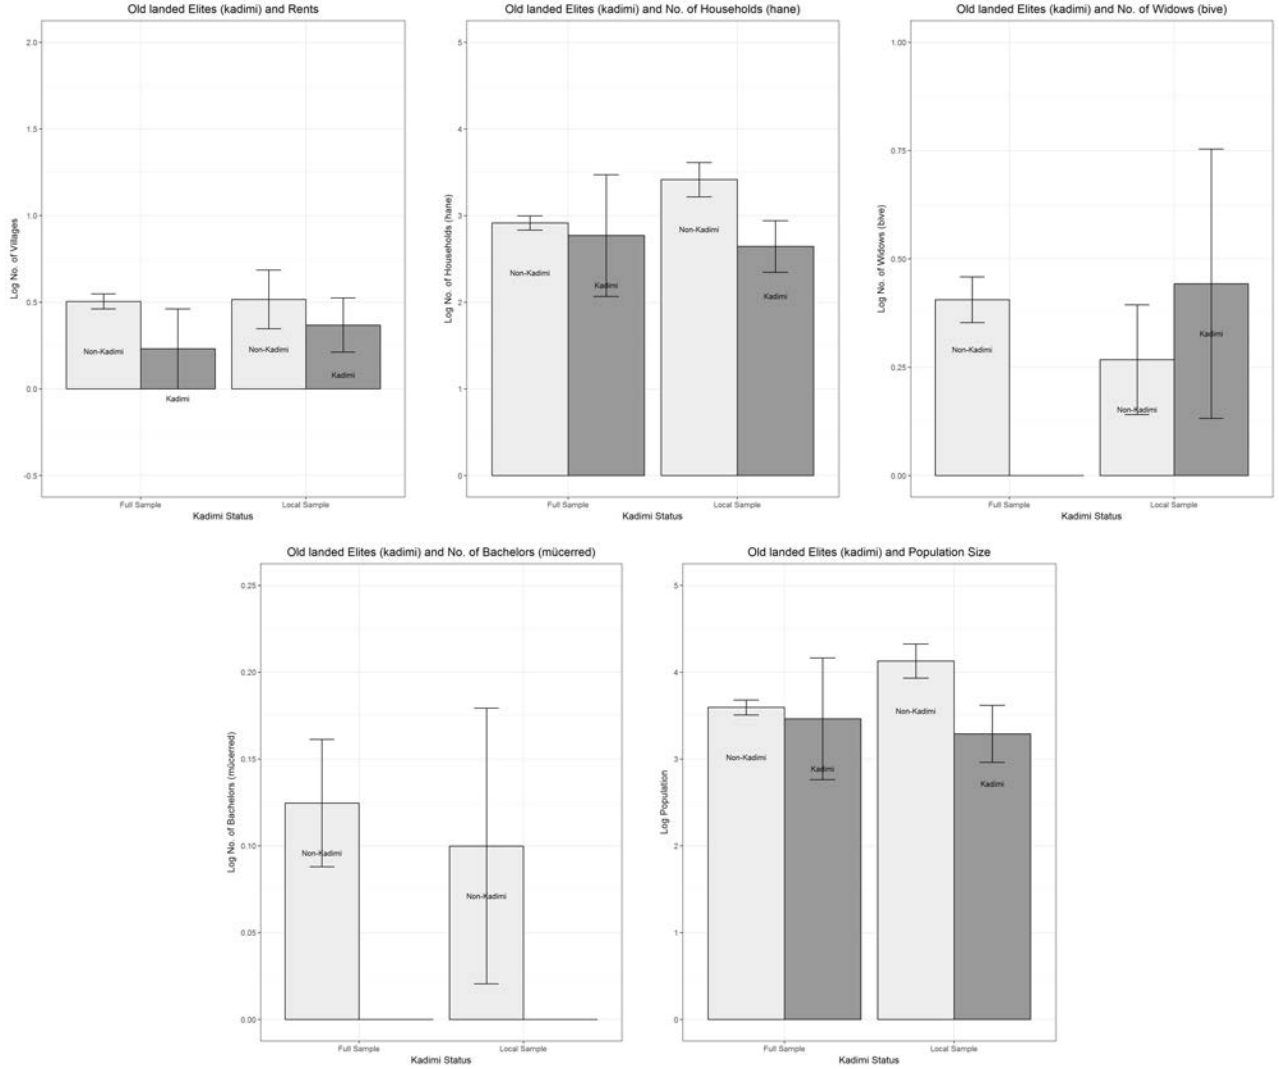 Old landed Elites (kadimi) and Rents
Log No. of Villages
2.0
1.5
1.0
0.5
0.0
-0.5
Non-Kadimi
Kadimi
Non-Kadimi
Kadimi
Full Sample
Local Sample
Kadimi Status
Old landed Elites (kadimi) and No. of Households (hane)
Log No. of Households (hane)
5
4
3
2
1
0
Non-Kadimi
Kadimi
Non-Kadimi
Kadimi
Full Sample
Local Sample
Kadimi Status
Old landed Elites (kadimi) and No. of Widows (bive)
Log No. of Widows (bive)
1.00
0.75
0.50
0.25
0.00
Non-Kadimi
Non-Kadimi
Kadimi
Full Sample
Local Sample
Kadimi Status
Old landed Elites (kadimi) and No. of Bachelors (mücerred)
Log No. of Bachelors (mücerred)
0.25
0.20
0.15
0.10
0.05
0.00
Non-Kadimi
Non-Kadimi
Full Sample
Local Sample
Kadimi Status
Old landed Elites (kadimi) and Population Size
Log Population
5
4
3
2
1
0
Non-Kadimi
Kadimi
Non-Kadimi
Kadimi
Full Sample
Local Sample
Kadimi Status